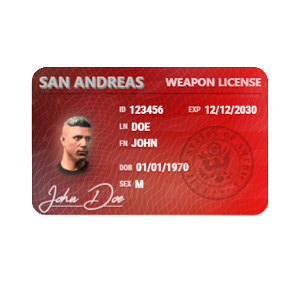 SAN ANDREAS WEAPON LICENSE
ID 123456 EXP 12/12/2030
LN DOE
FN JOHN
DOB 01/01/1970
SEX M
John Doe